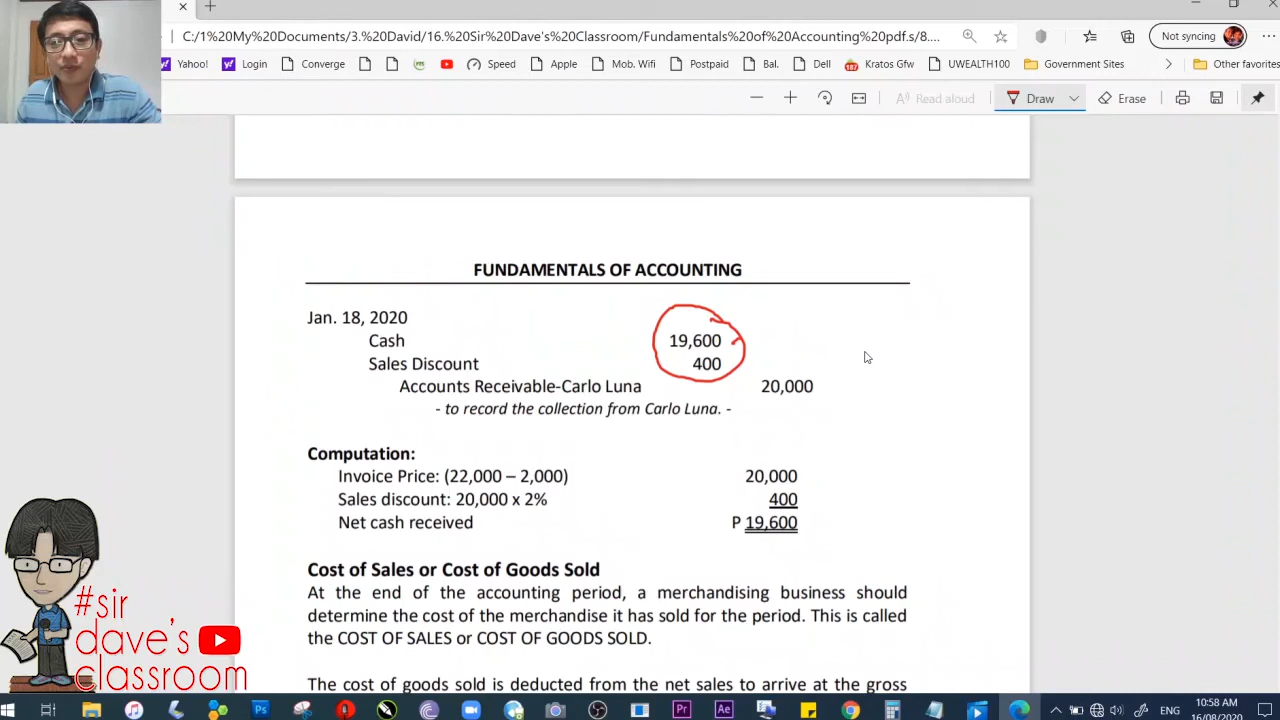 C:/1%20My%20Documents/3.%20David/16.%20Sir%20Dave's%20Classroom/Fundamentals%20of%20Accounting%20pdf.s/8....
Not syncing
Yahoo! Login Converge Speed Apple Mob. Wifi Postpaid Bal. Dell Kratos Gfw UWEALTH100 Government Sites Other favorites
Read aloud Draw Erase
FUNDAMENTALS OF ACCOUNTING
Jan. 18, 2020
Cash 19,600
Sales Discount 400
Accounts Receivable-Carlo Luna 20,000
- to record the collection from Carlo Luna. -
Computation:
Invoice Price: (22,000 – 2,000) 20,000
Sales discount: 20,000 x 2% 400
Net cash received P 19,600
Cost of Sales or Cost of Goods Sold
At the end of the accounting period, a merchandising business should
determine the cost of the merchandise it has sold for the period. This is called
the COST OF SALES or COST OF GOODS SOLD.
The cost of goods sold is deducted from the net sales to arrive at the gross
#sir
dave's
classroom
ENG
10:58 AM
16/08/2020